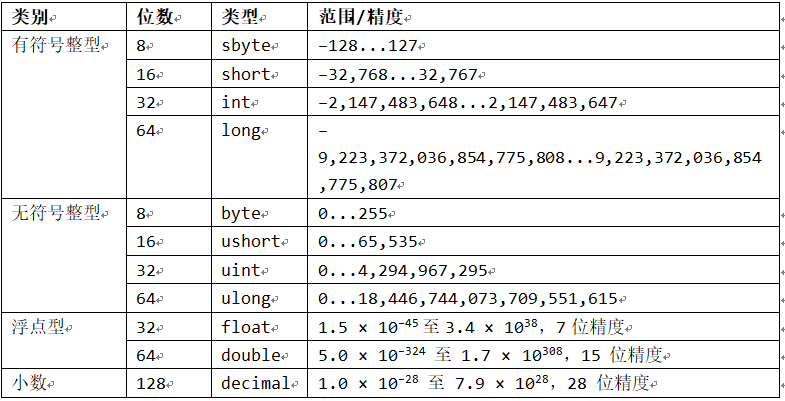 类别 位数 类型 范围/精度
有符号整型 8 sbyte –128...127
16 short –32,768...32,767
32 int –2,147,483,648...2,147,483,647
64 long –
9,223,372,036,854,775,808...9,223,372,036,854
,775,807
无符号整型 8 byte 0...255
16 ushort 0...65,535
32 uint 0...4,294,967,295
64 ulong 0...18,446,744,073,709,551,615
浮点型 32 float 1.5 × 10⁻⁴⁵ 至 3.4 × 10³⁸, 7 位精度
64 double 5.0 × 10⁻³²⁴ 至 1.7 × 10³⁰⁸, 15 位精度
小数 128 decimal 1.0 × 10⁻²⁸ 至 7.9 × 10²⁸, 28 位精度